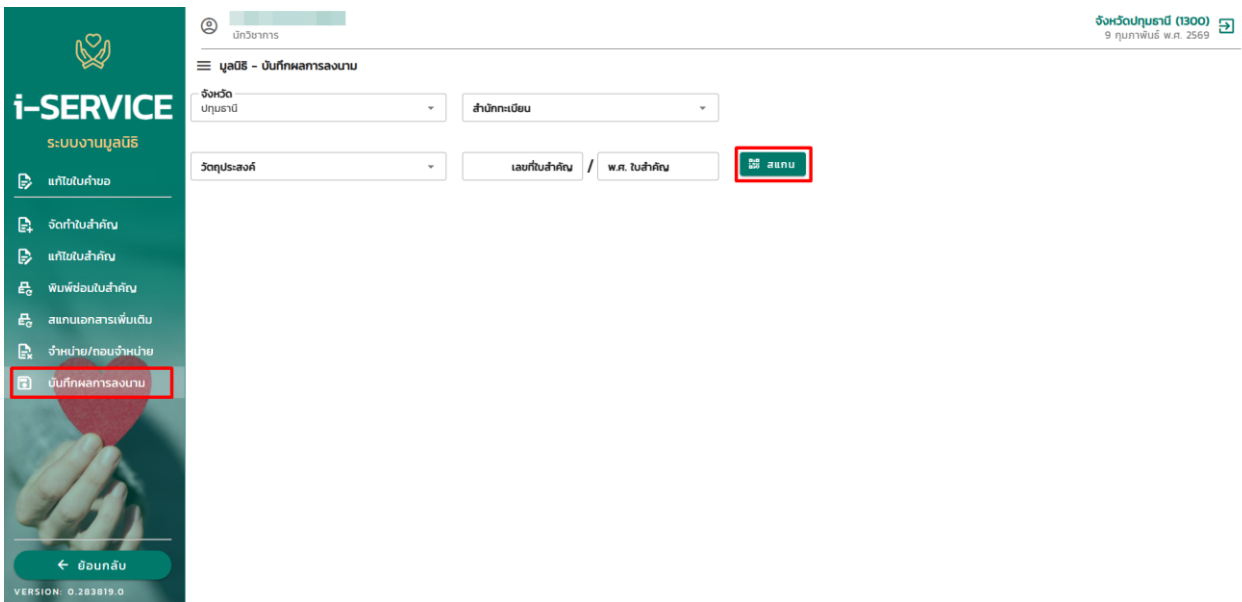 i-SERVICE
ระบบงานมูลนิธิ
แก้ไขใบคำขอ
จัดทำใบสำคัญ
แก้ไขใบสำคัญ
พิมพ์ซ่อมใบสำคัญ
สแกนเอกสารเพิ่มเติม
จำหน่าย/ถอนจำหน่าย
บันทึกผลการลงนาม
ย้อนกลับ
VERSION: 0.283819.0
นักวิชาการ
จังหวัดปทุมธานี (1300)
9 กุมภาพันธ์ พ.ศ. 2569
มูลนิธิ - บันทึกผลการลงนาม
จังหวัด
ปทุมธานี
สำนักทะเบียน
วัตถุประสงค์
เลขที่ใบสำคัญ / พ.ศ. ใบสำคัญ
สแกน